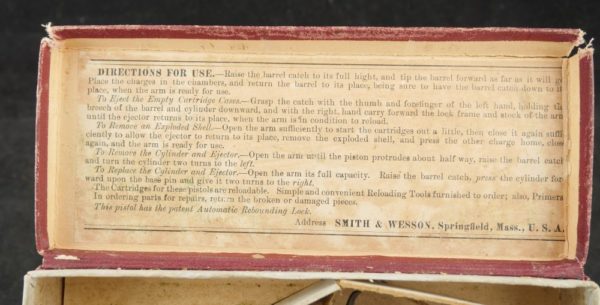 DIRECTIONS FOR USE.—Raise the barrel catch to its full hight, and tip the barrel forward as far as it will go
Place the charges in the chambers, and return the barrel to its place, being sure to have the barrel catch down to it
place, when the arm is ready for use.
To Eject the Empty Cartridge Cases.—Grasp the catch with the thumb and forefinger of the left hand, holding th
breech of the barrel and cylinder downward, and with the right, hand carry forward the lock frame and stock of the arm
until the ejector returns to its place, when the arm is in condition to reload.
To Remove an Exploded Shell.—Open the arm sufficiently to start the cartridges out a little, then close it again suffi
ciently to allow the ejector to return to its place, remove the exploded shell, and press the other charge home, close
again, and the arm is ready for use.
To Remove the Cylinder and Ejector.—Open the arm until the piston protrudes about half way, raise the barrel catch
and turn the cylinder two turns to the left.
To Replace the Cylinder and Ejector.—Open the arm its full capacity. Raise the barrel catch, press the cylinder for
ward upon the base pin and give it two turns to the right.
The Cartridges for these pistols are reloadable. Simple and convenient Reloading Tools furnished to order; also, Primers
In ordering parts for repairs, return the broken or damaged pieces.
This pistol has the patent Automatic Rebounding Lock.
Address SMITH & WESSON, Springfield, Mass., U. S. A.